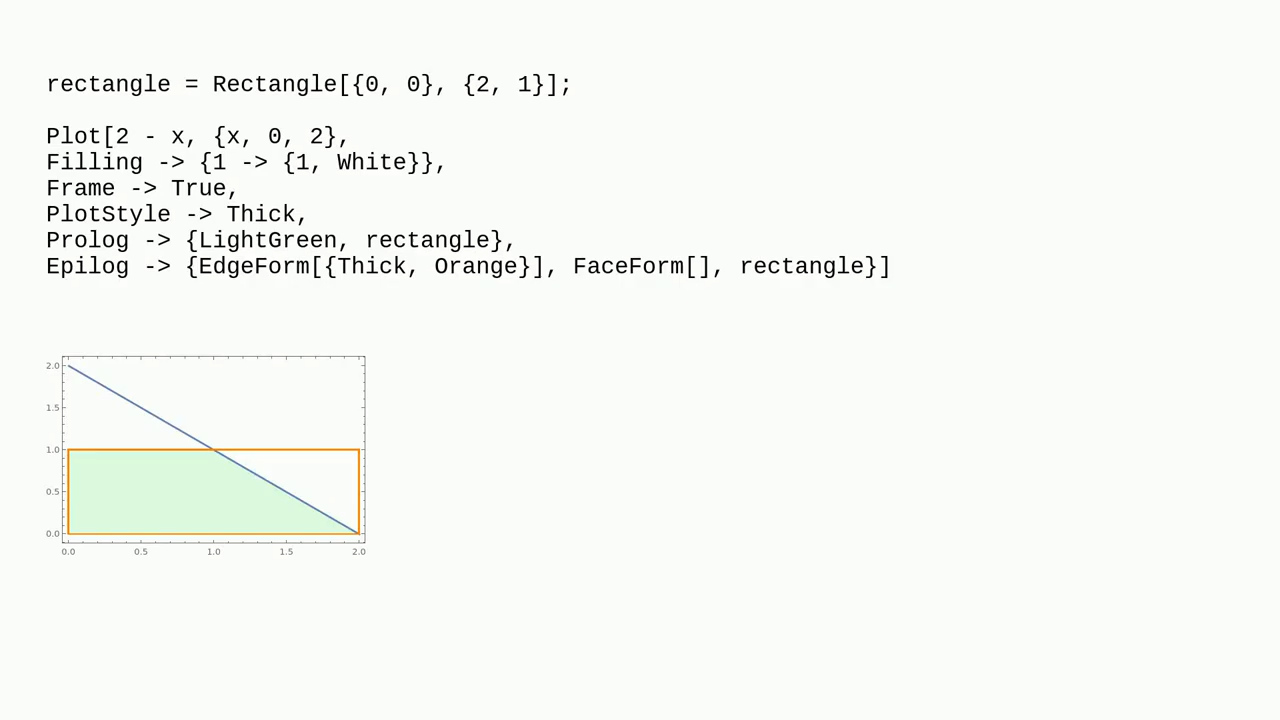 rectangle = Rectangle[{0, 0}, {2, 1}];
Plot[2 - x, {x, 0, 2},
Filling -> {1 -> {1, White}},
Frame -> True,
PlotStyle -> Thick,
Prolog -> {LightGreen, rectangle},
Epilog -> {EdgeForm[{Thick, Orange}], FaceForm[], rectangle}]
2.0
1.5
1.0
0.5
0.0
0.0 0.5 1.0 1.5 2.0